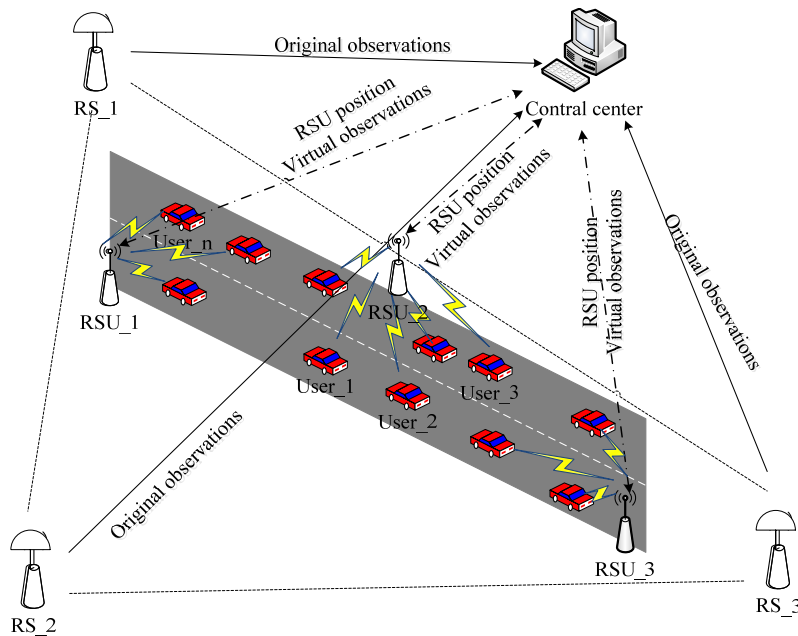 Original observations
RS_1
Contral center
RSU position
Virtual observations
RSU position
Virtual observations
User_n
RSU_1
RSU_2
Original observations
RSU position
Virtual observations
User_1
User_3
User_2
Original observations
RSU_3
RS_2
RS_3